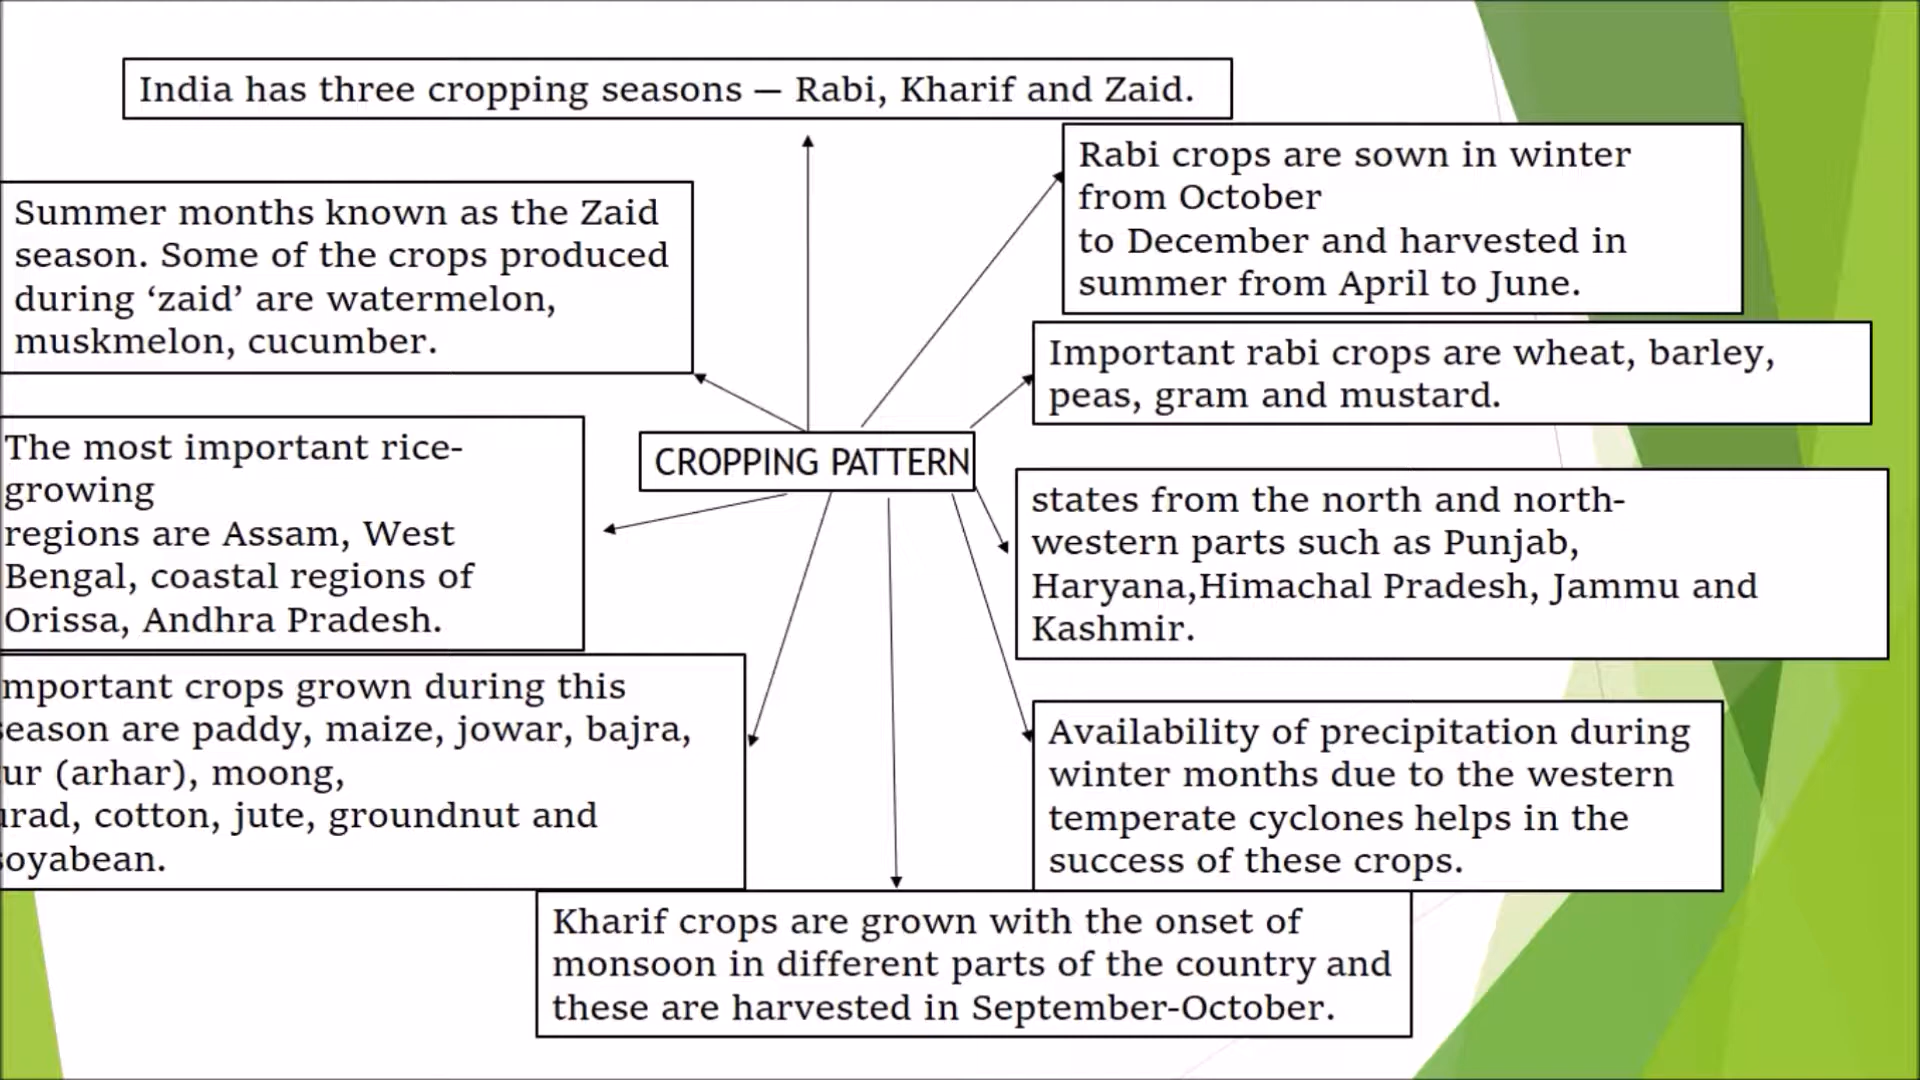 India has three cropping seasons — Rabi, Kharif and Zaid.
Rabi crops are sown in winter
from October
to December and harvested in
summer from April to June.
Summer months known as the Zaid
season. Some of the crops produced
during ‘zaid’ are watermelon,
muskmelon, cucumber.
Important rabi crops are wheat, barley,
peas, gram and mustard.
The most important rice-
growing
regions are Assam, West
Bengal, coastal regions of
Orissa, Andhra Pradesh.
CROPPING PATTERN
states from the north and north-
western parts such as Punjab,
Haryana,Himachal Pradesh, Jammu and
Kashmir.
mportant crops grown during this
season are paddy, maize, jowar, bajra,
ur (arhar), moong,
urad, cotton, jute, groundnut and
soyabean.
Availability of precipitation during
winter months due to the western
temperate cyclones helps in the
success of these crops.
Kharif crops are grown with the onset of
monsoon in different parts of the country and
these are harvested in September-October.